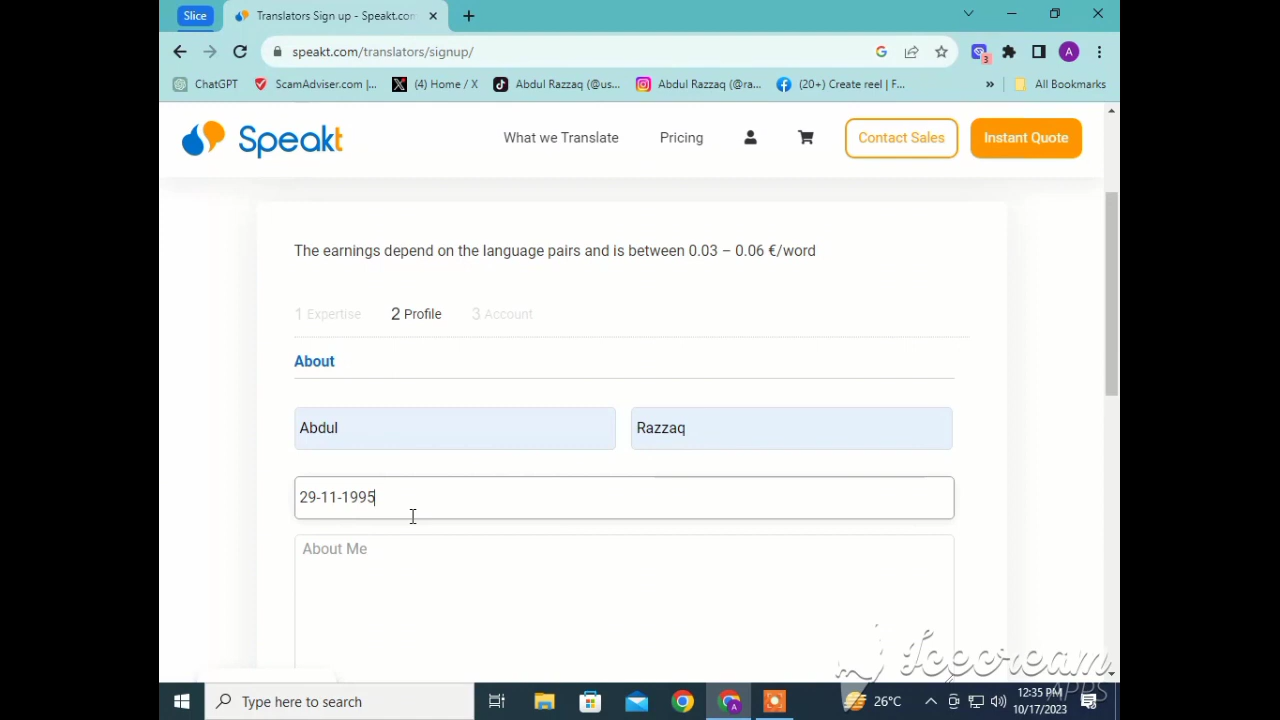 Slice
Translators Sign up - Speakt.com
speakt.com/translators/signup/
3
A
ChatGPT
ScamAdviser.com |...
(4) Home / X
Abdul Razzaq (@us...
Abdul Razzaq (@ra...
(20+) Create reel | F...
»
All Bookmarks
Speakt
What we Translate
Pricing
Contact Sales
Instant Quote
The earnings depend on the language pairs and is between 0.03 – 0.06 €/word
1 Expertise
2 Profile
3 Account
About
Abdul
Razzaq
29-11-1995
About Me
Icecream
APPS
Type here to search
A
26°C
12:35 PM
10/17/2023